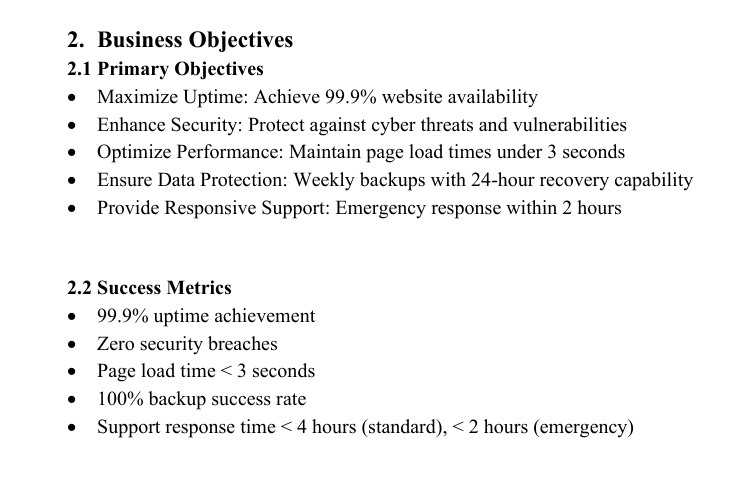 2. Business Objectives
2.1 Primary Objectives
• Maximize Uptime: Achieve 99.9% website availability
• Enhance Security: Protect against cyber threats and vulnerabilities
• Optimize Performance: Maintain page load times under 3 seconds
• Ensure Data Protection: Weekly backups with 24-hour recovery capability
• Provide Responsive Support: Emergency response within 2 hours
2.2 Success Metrics
• 99.9% uptime achievement
• Zero security breaches
• Page load time < 3 seconds
• 100% backup success rate
• Support response time < 4 hours (standard), < 2 hours (emergency)